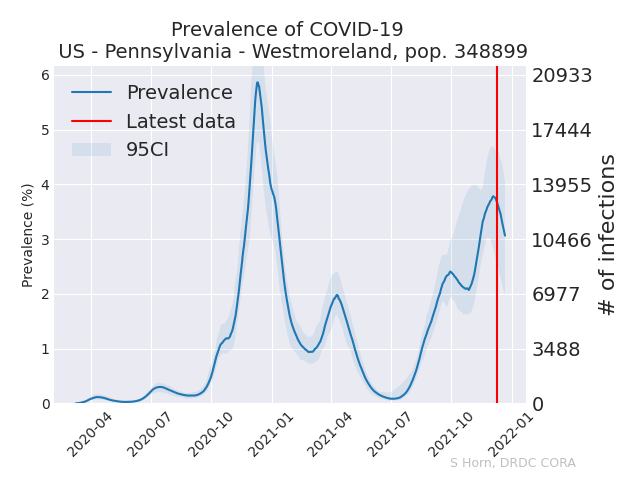 Prevalence of COVID-19
US - Pennsylvania - Westmoreland, pop. 348899
Prevalence
Latest data
95CI
Prevalence (%)
6
5
4
3
2
1
0
20933
17444
13955
10466
6977
3488
0
# of infections
2020-04
2020-07
2020-10
2021-01
2021-04
2021-07
2021-10
2022-01
S Horn, DRDC CORA